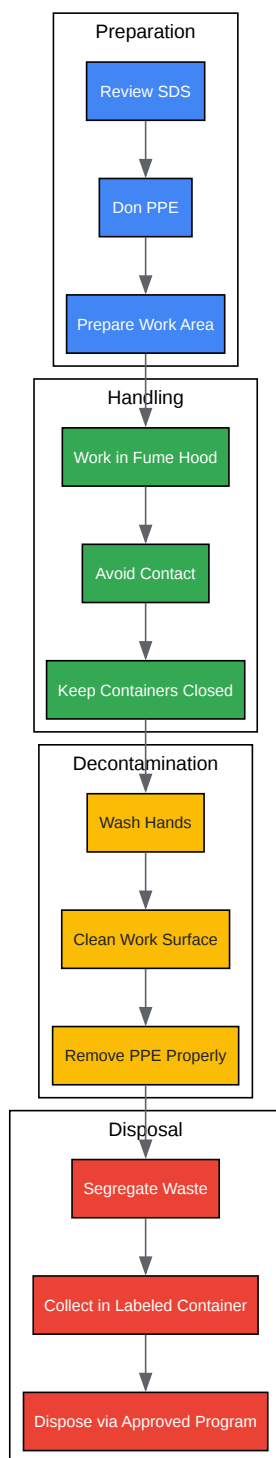 Preparation
Review SDS
Don PPE
Prepare Work Area
Handling
Work in Fume Hood
Avoid Contact
Keep Containers Closed
Decontamination
Wash Hands
Clean Work Surface
Remove PPE Properly
Disposal
Segregate Waste
Collect in Labeled Container
Dispose via Approved Program